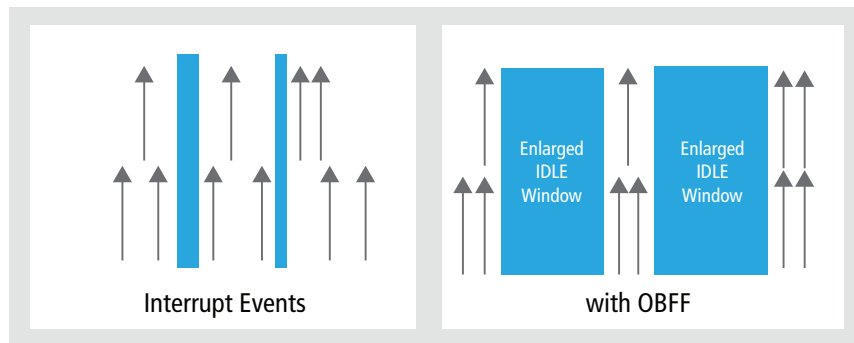 Enlarged
IDLE
Window
Enlarged
IDLE
Window
Interrupt Events
with OBFF